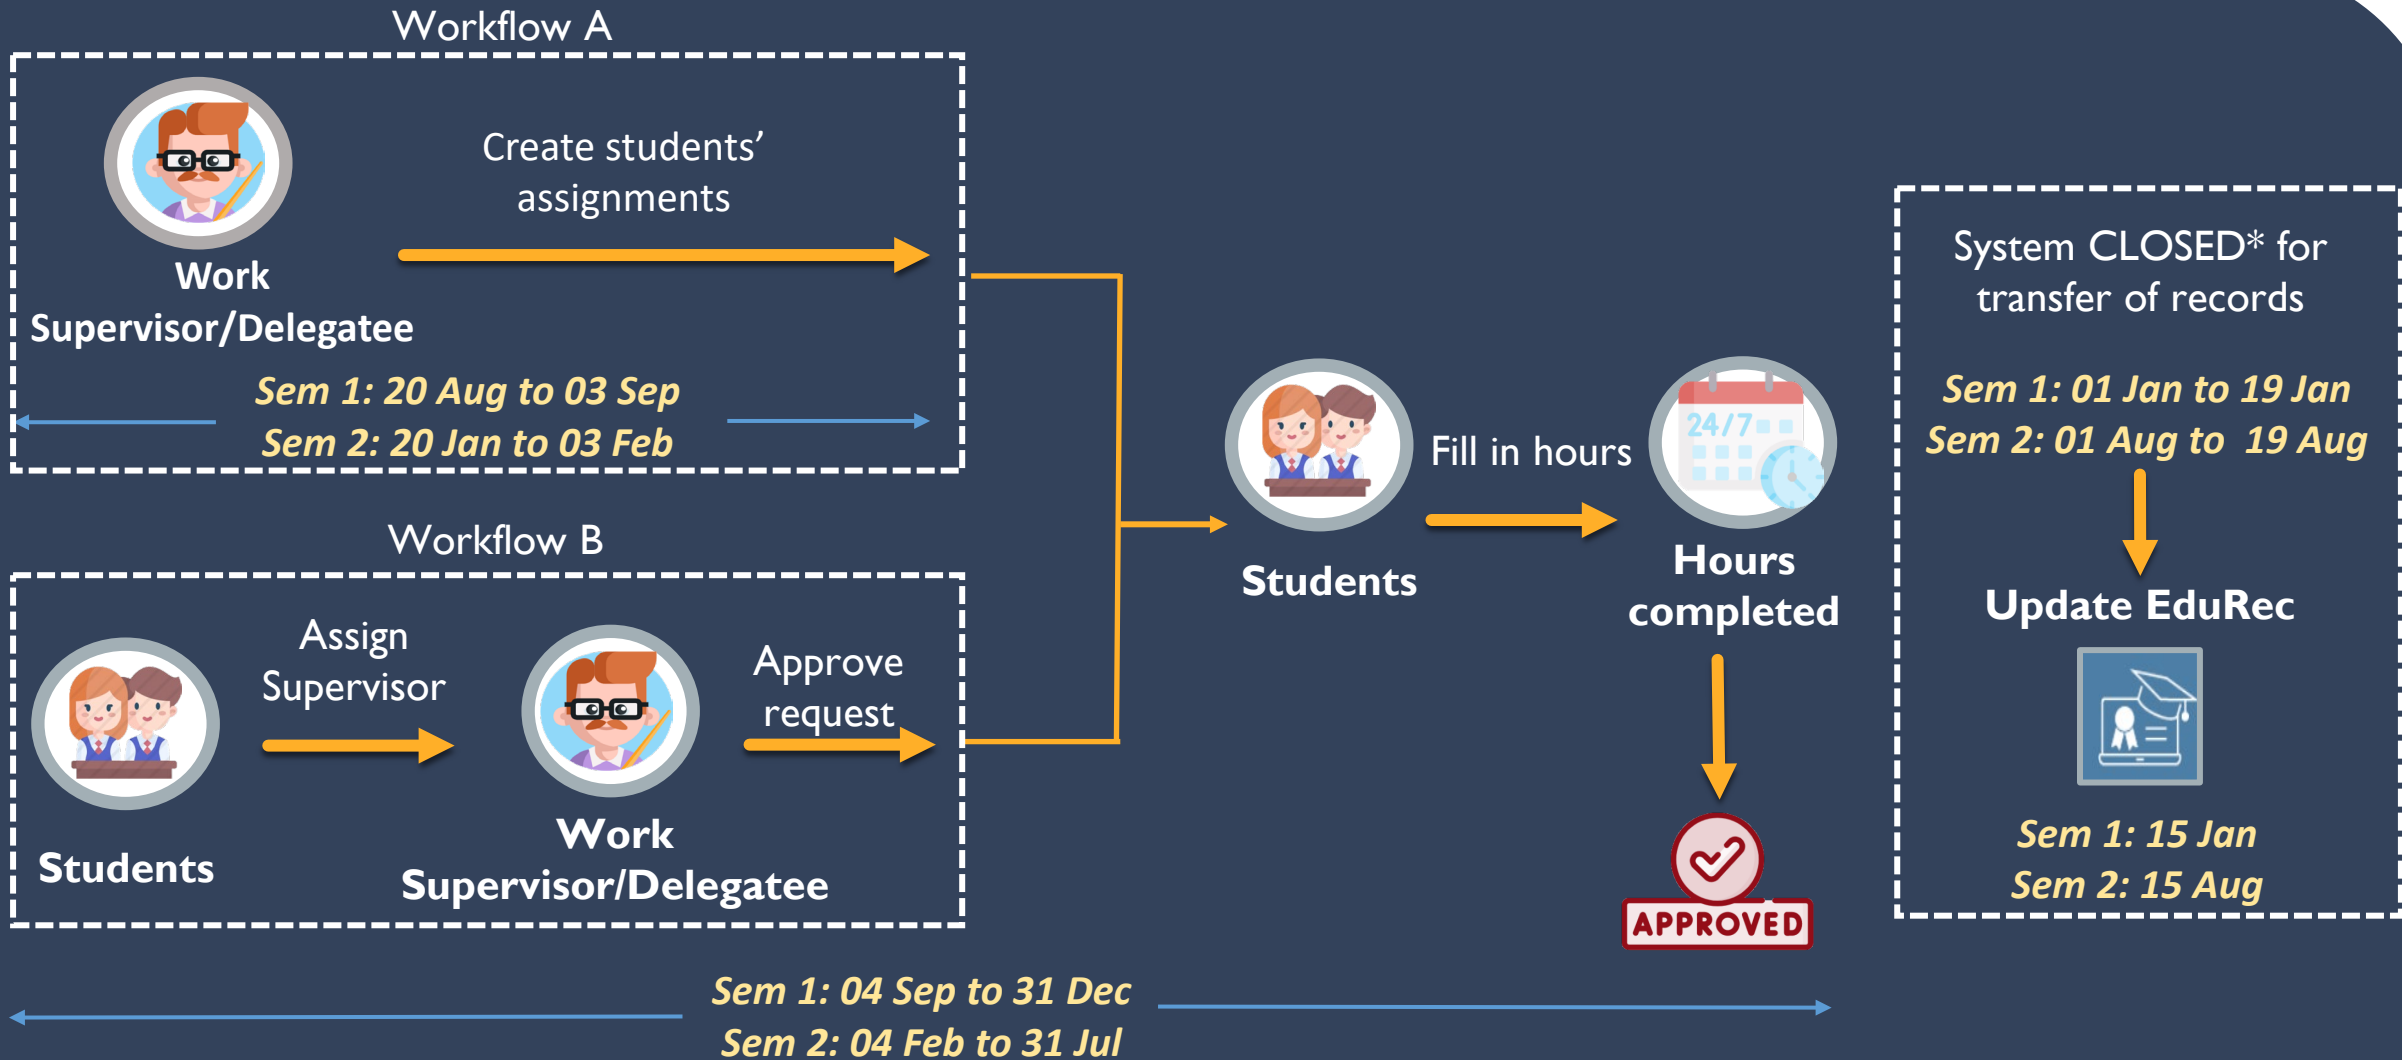 Workflow A
Create students’
assignments
Work
Supervisor/Delegatee
Sem 1: 20 Aug to 03 Sep
Sem 2: 20 Jan to 03 Feb
Workflow B
Assign
Supervisor
Approve
request
Students
Work
Supervisor/Delegatee
Students
Fill in hours
24/7
Hours
completed
APPROVED
System CLOSED* for
transfer of records
Sem 1: 01 Jan to 19 Jan
Sem 2: 01 Aug to  19 Aug
Update EduRec
Sem 1: 15 Jan
Sem 2: 15 Aug
Sem 1: 04 Sep to 31 Dec
Sem 2: 04 Feb to 31 Jul